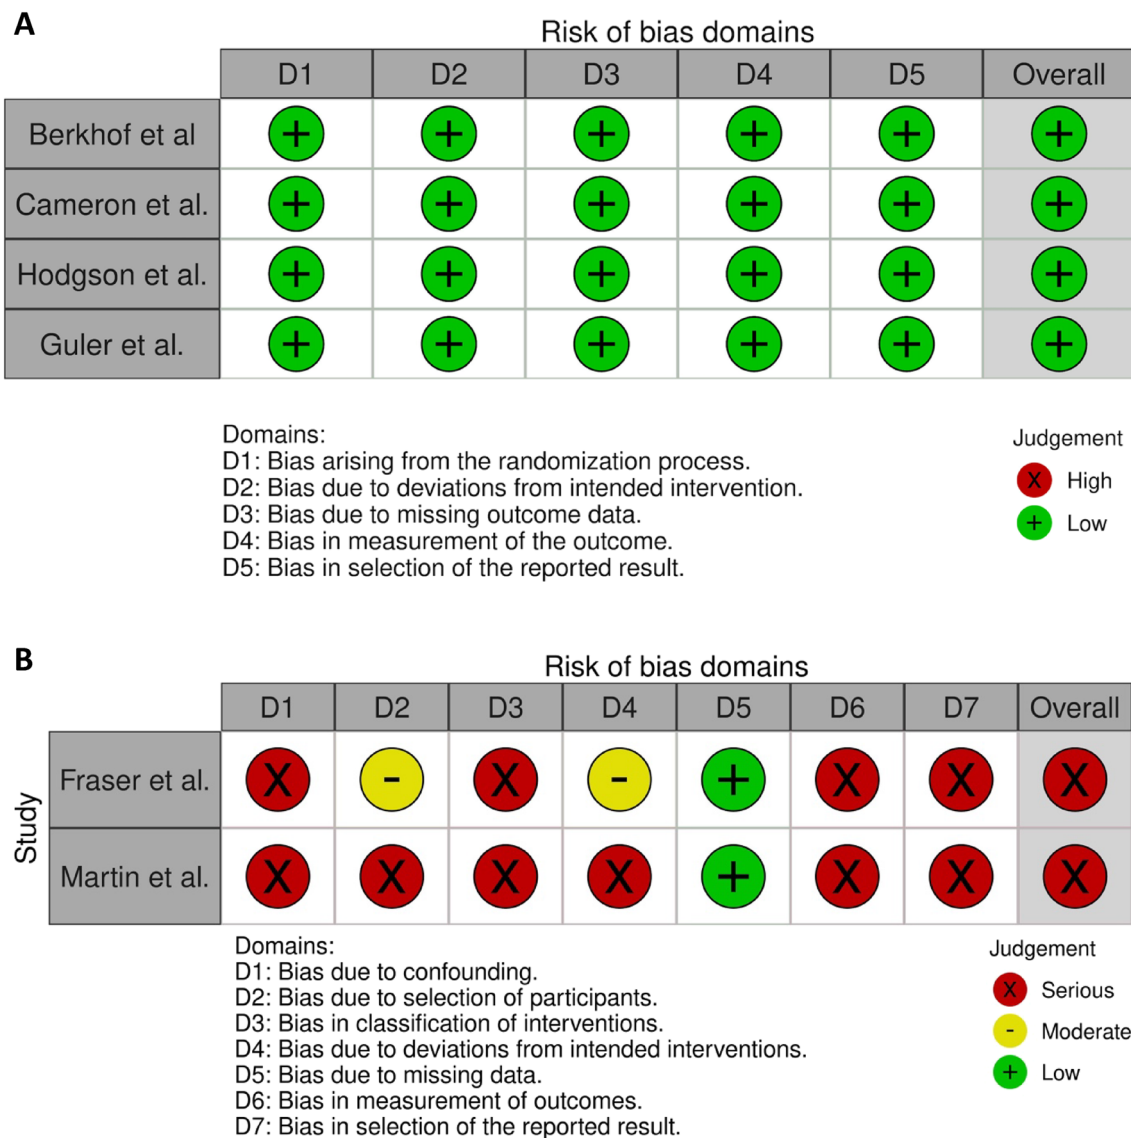 A
Risk of bias domains
D1 D2 D3 D4 D5 Overall
Berkhof et al + + + + + +
Cameron et al. + + + + + +
Hodgson et al. + + + + + +
Guler et al. + + + + + +
Domains:
D1: Bias arising from the randomization process.
D2: Bias due to deviations from intended intervention.
D3: Bias due to missing outcome data.
D4: Bias in measurement of the outcome.
D5: Bias in selection of the reported result.
Judgement
X High
+ Low
B
Risk of bias domains
D1 D2 D3 D4 D5 D6 D7 Overall
Study
Fraser et al. X - X - + X X X
Martin et al. X X X X + X X X
Domains:
D1: Bias due to confounding.
D2: Bias due to selection of participants.
D3: Bias in classification of interventions.
D4: Bias due to deviations from intended interventions.
D5: Bias due to missing data.
D6: Bias in measurement of outcomes.
D7: Bias in selection of the reported result.
Judgement
X Serious
- Moderate
+ Low